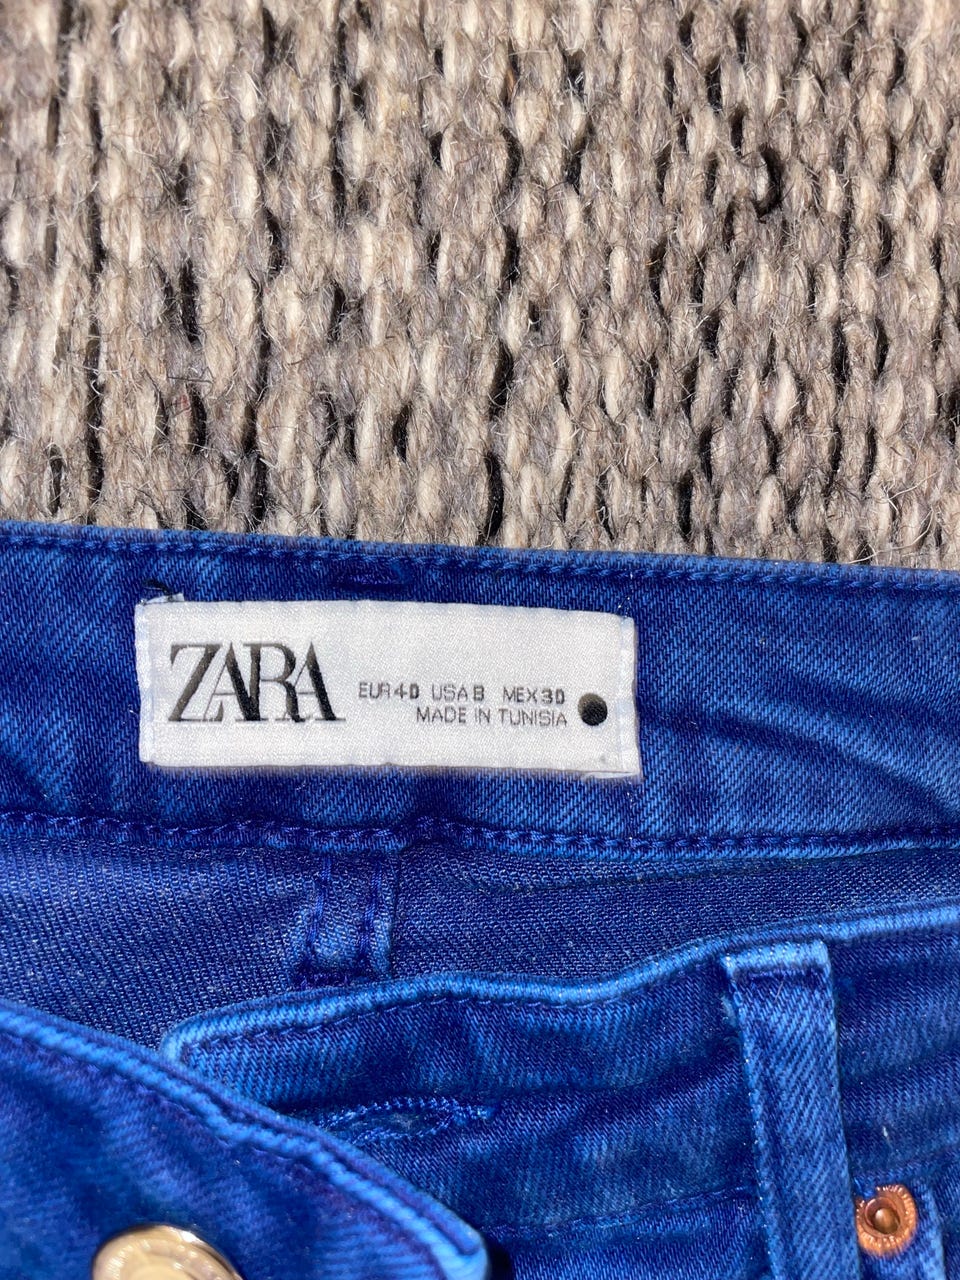 ZARA
EUR 40 USA 8 MEX 30
MADE IN TUNISIA